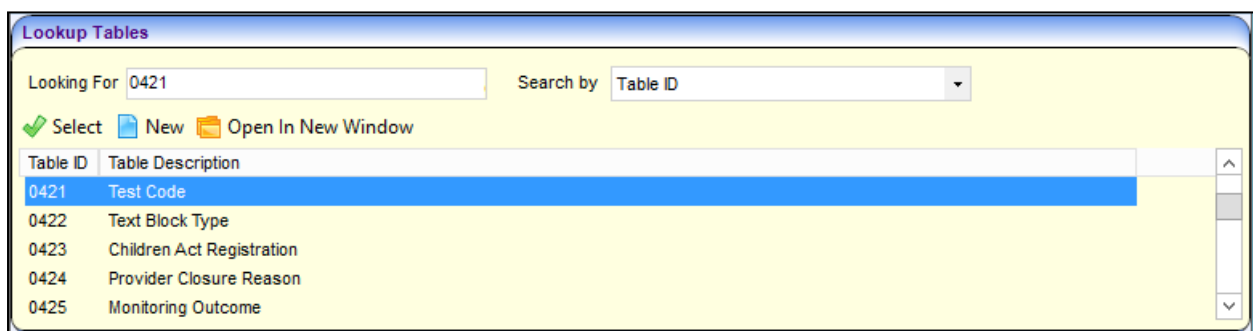 Lookup Tables
Looking For 0421 Search by Table ID
Select New Open In New Window
Table ID Table Description
0421 Test Code
0422 Text Block Type
0423 Children Act Registration
0424 Provider Closure Reason
0425 Monitoring Outcome